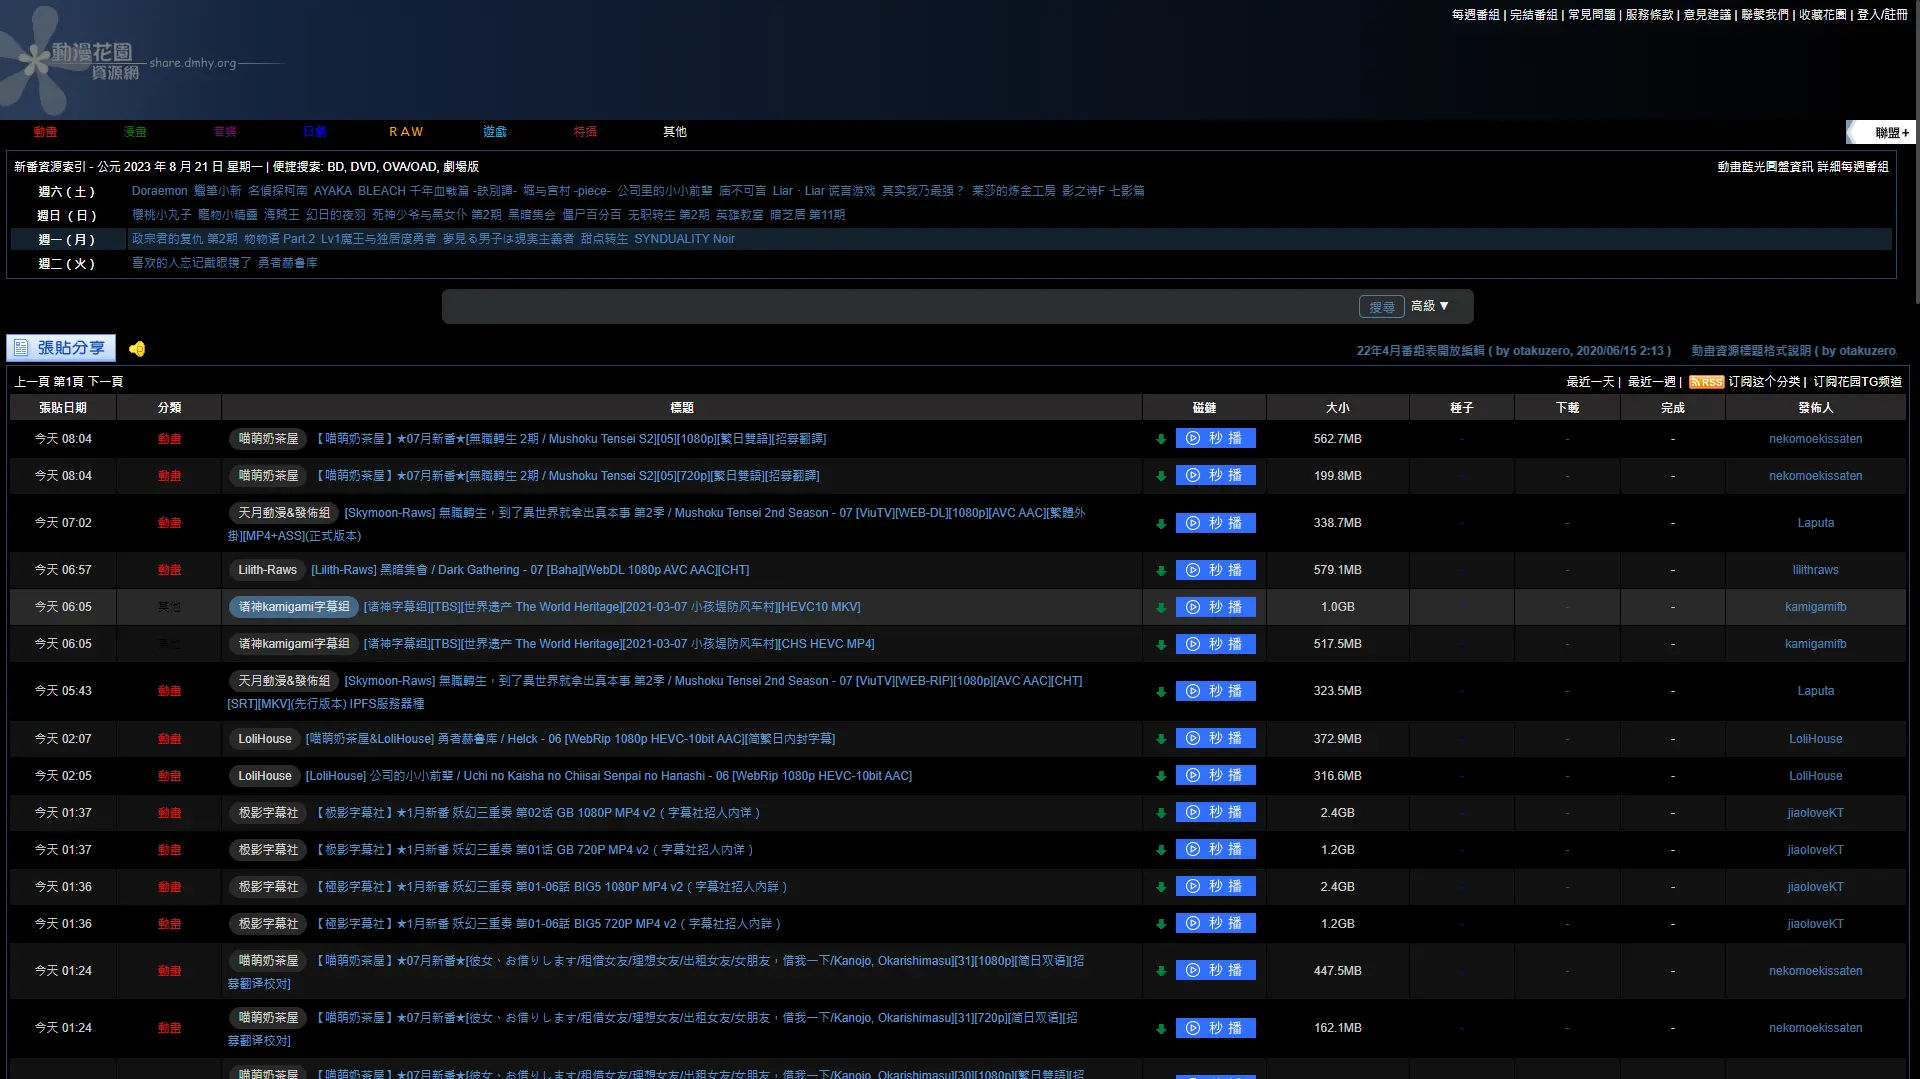 動漫花園
資源網
share.dmhy.org
每週番組 | 完結番組 | 常見問題 | 服務條款 | 意見建議 | 聯繫我們 | 收藏花園 | 登入/註冊
動畫 漫畫 音樂 日劇 RAW 遊戲 特攝 其他
聯盟+
新番資源索引 - 公元 2023 年 8 月 21 日 星期一 | 便捷搜索: BD, DVD, OVA/OAD, 劇場版
動畫藍光圓盤資訊 詳細每週番組
週六（土） Doraemon 蠟筆小新 名偵探柯南 AYAKA BLEACH 千年血戰篇 -訣別譚- 堀与宫村 -piece- 公司里的小小前辈 庙不可言 Liar · Liar 谎言游戏 其实我乃最强？ 莱莎的炼金工房 影之诗F 七影篇
週日（日） 櫻桃小丸子 寵物小精靈 海賊王 幻日的夜羽 死神少爷与黑女仆 第2期 黑暗集会 僵尸百分百 无职转生 第2期 英雄教室 暗芝居 第11期
週一（月） 政宗君的复仇 第2期 物物语 Part.2 Lv1魔王与独居废勇者 夢見る男子は現実主義者 甜点转生 SYNDUALITY Noir
週二（火） 喜欢的人忘记戴眼镜了 勇者赫鲁库
搜尋 高級 ▼
張貼分享
22年4月番組表開放編輯 ( by otakuzero, 2020/06/15 2:13 ) 動畫資源標題格式說明 ( by otakuzero,
上一頁 第1頁 下一頁
最近一天 | 最近一週 | RSS 订阅这个分类 | 订阅花园TG频道
張貼日期 分類 標題 磁鏈 大小 種子 下載 完成 發佈人
今天 08:04 動畫 喵萌奶茶屋 【喵萌奶茶屋】★07月新番★[無職轉生 2期 / Mushoku Tensei S2][05][1080p][繁日雙語][招募翻譯] 秒播 562.7MB - - - nekomoekissaten
今天 08:04 動畫 喵萌奶茶屋 【喵萌奶茶屋】★07月新番★[無職轉生 2期 / Mushoku Tensei S2][05][720p][繁日雙語][招募翻譯] 秒播 199.8MB - - - nekomoekissaten
今天 07:02 動畫 天月動漫&發佈組 [Skymoon-Raws] 無職轉生，到了異世界就拿出真本事 第2季 / Mushoku Tensei 2nd Season - 07 [ViuTV][WEB-DL][1080p][AVC AAC][繁體外
掛][MP4+ASS](正式版本) 秒播 338.7MB - - - Laputa
今天 06:57 動畫 Lilith-Raws [Lilith-Raws] 黑暗集會 / Dark Gathering - 07 [Baha][WebDL 1080p AVC AAC][CHT] 秒播 579.1MB - - - lilithraws
今天 06:05 其他 诸神kamigami字幕组 [诸神字幕组][TBS][世界遗产 The World Heritage][2021-03-07 小孩堤防风车村][HEVC10 MKV] 秒播 1.0GB - - - kamigamifb
今天 06:05 其他 诸神kamigami字幕组 [诸神字幕组][TBS][世界遗产 The World Heritage][2021-03-07 小孩堤防风车村][CHS HEVC MP4] 秒播 517.5MB - - - kamigamifb
今天 05:43 動畫 天月動漫&發佈組 [Skymoon-Raws] 無職轉生，到了異世界就拿出真本事 第2季 / Mushoku Tensei 2nd Season - 07 [ViuTV][WEB-RIP][1080p][AVC AAC][CHT]
[SRT][MKV](先行版本) IPFS服務器種 秒播 323.5MB - - - Laputa
今天 02:07 動畫 LoliHouse [喵萌奶茶屋&LoliHouse] 勇者赫鲁库 / Helck - 06 [WebRip 1080p HEVC-10bit AAC][简繁日内封字幕] 秒播 372.9MB - - - LoliHouse
今天 02:05 動畫 LoliHouse [LoliHouse] 公司的小小前輩 / Uchi no Kaisha no Chiisai Senpai no Hanashi - 06 [WebRip 1080p HEVC-10bit AAC] 秒播 316.6MB - - - LoliHouse
今天 01:37 動畫 极影字幕社 【极影字幕社】★1月新番 妖幻三重奏 第02话 GB 1080P MP4 v2（字幕社招人内详） 秒播 2.4GB - - - jiaoloveKT
今天 01:37 動畫 极影字幕社 【极影字幕社】★1月新番 妖幻三重奏 第01话 GB 720P MP4 v2（字幕社招人内详） 秒播 1.2GB - - - jiaoloveKT
今天 01:36 動畫 极影字幕社 【極影字幕社】★1月新番 妖幻三重奏 第01-06話 BIG5 1080P MP4 v2（字幕社招人內詳） 秒播 2.4GB - - - jiaoloveKT
今天 01:36 動畫 极影字幕社 【極影字幕社】★1月新番 妖幻三重奏 第01-06話 BIG5 720P MP4 v2（字幕社招人內詳） 秒播 1.2GB - - - jiaoloveKT
今天 01:24 動畫 喵萌奶茶屋 【喵萌奶茶屋】★07月新番★[彼女、お借りします/租借女友/理想女友/出租女友/女朋友，借我一下/Kanojo, Okarishimasu][31][1080p][简日双语][招
募翻译校对] 秒播 447.5MB - - - nekomoekissaten
今天 01:24 動畫 喵萌奶茶屋 【喵萌奶茶屋】★07月新番★[彼女、お借りします/租借女友/理想女友/出租女友/女朋友，借我一下/Kanojo, Okarishimasu][31][720p][简日双语][招
募翻译校对] 秒播 162.1MB - - - nekomoekissaten
喵萌奶茶屋 【喵萌奶茶屋】★07月新番★[彼女、お借りします/租借女友/理想女友/出租女友/女朋友，借我一下/Kanojo, Okarishimasu][30][1080p][繁日雙語][招